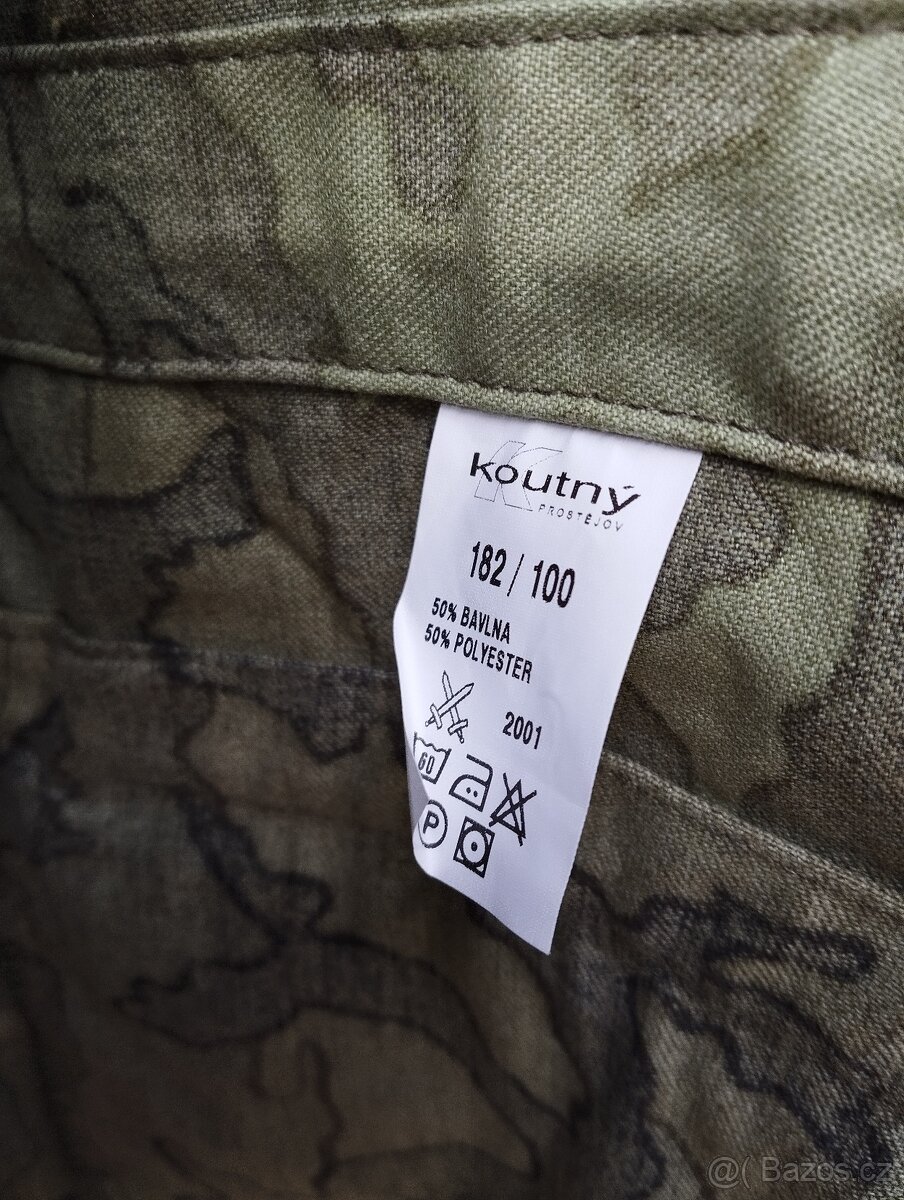 koutný
PROSTĚJOV
182 / 100
50% BAVLNA
50% POLYESTER
2001
60
P
@( Bazos.cz